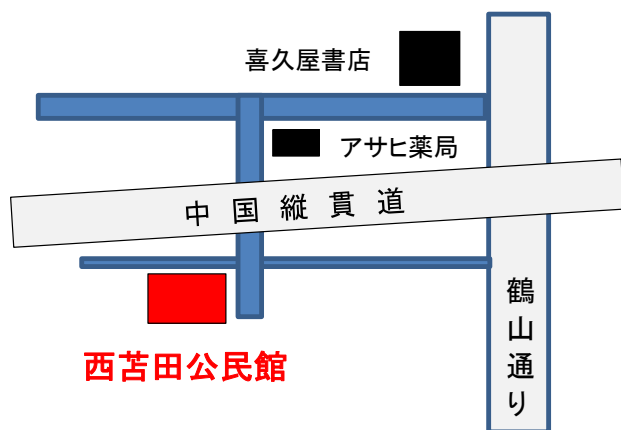 喜久屋書店
アサヒ薬局
中国縦貫道
鶴山通り
西苫田公民館